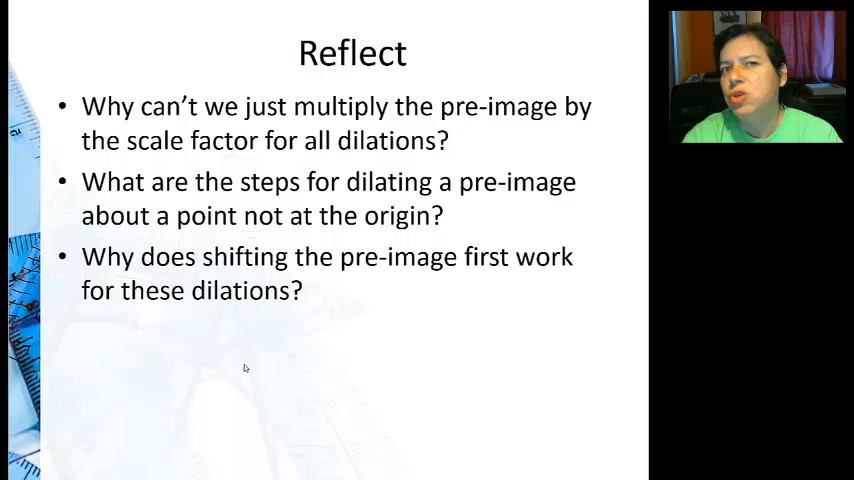 Reflect
• Why can't we just multiply the pre-image by
the scale factor for all dilations?
• What are the steps for dilating a pre-image
about a point not at the origin?
• Why does shifting the pre-image first work
for these dilations?